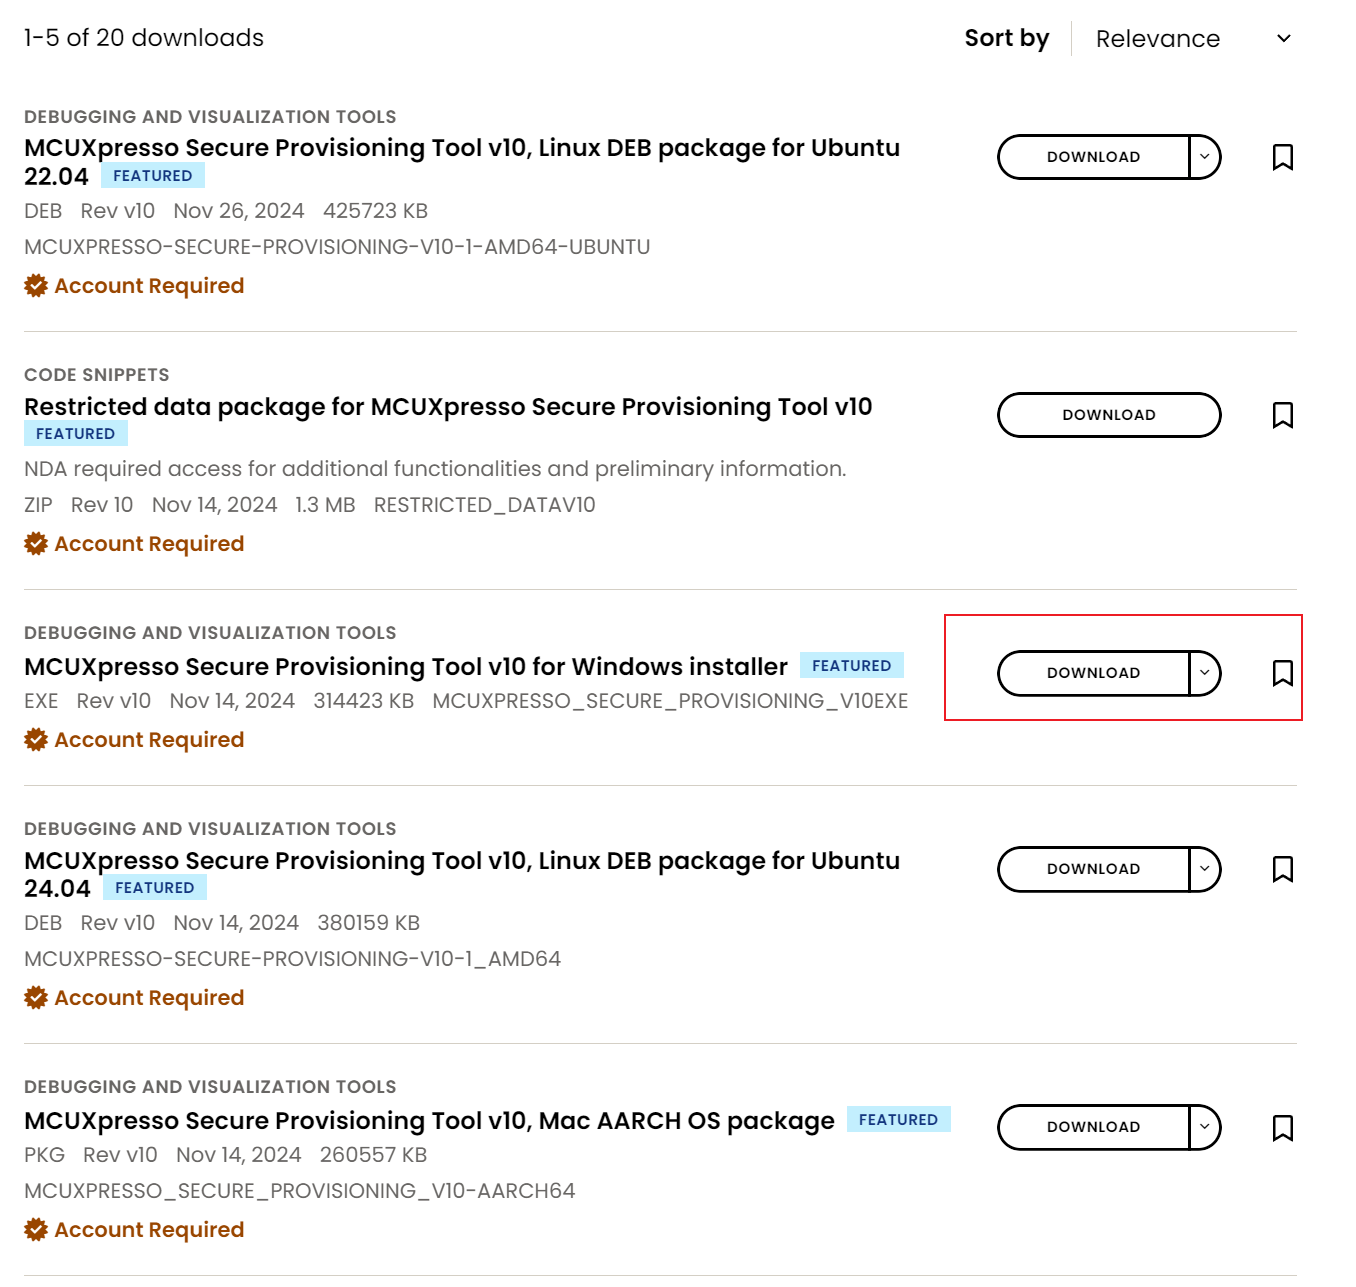 1-5 of 20 downloads
Sort by Relevance
DEBUGGING AND VISUALIZATION TOOLS
MCUXpresso Secure Provisioning Tool v10, Linux DEB package for Ubuntu
22.04 FEATURED
DOWNLOAD
DEB Rev v10 Nov 26, 2024 425723 KB
MCUXPRESSO-SECURE-PROVISIONING-V10-1-AMD64-UBUNTU
Account Required
CODE SNIPPETS
Restricted data package for MCUXpresso Secure Provisioning Tool v10
FEATURED
DOWNLOAD
NDA required access for additional functionalities and preliminary information.
ZIP Rev 10 Nov 14, 2024 1.3 MB RESTRICTED_DATAV10
Account Required
DEBUGGING AND VISUALIZATION TOOLS
MCUXpresso Secure Provisioning Tool v10 for Windows installer FEATURED
DOWNLOAD
EXE Rev v10 Nov 14, 2024 314423 KB MCUXPRESSO_SECURE_PROVISIONING_V10EXE
Account Required
DEBUGGING AND VISUALIZATION TOOLS
MCUXpresso Secure Provisioning Tool v10, Linux DEB package for Ubuntu
24.04 FEATURED
DOWNLOAD
DEB Rev v10 Nov 14, 2024 380159 KB
MCUXPRESSO-SECURE-PROVISIONING-V10-1_AMD64
Account Required
DEBUGGING AND VISUALIZATION TOOLS
MCUXpresso Secure Provisioning Tool v10, Mac AARCH OS package FEATURED
DOWNLOAD
PKG Rev v10 Nov 14, 2024 260557 KB
MCUXPRESSO_SECURE_PROVISIONING_V10-AARCH64
Account Required